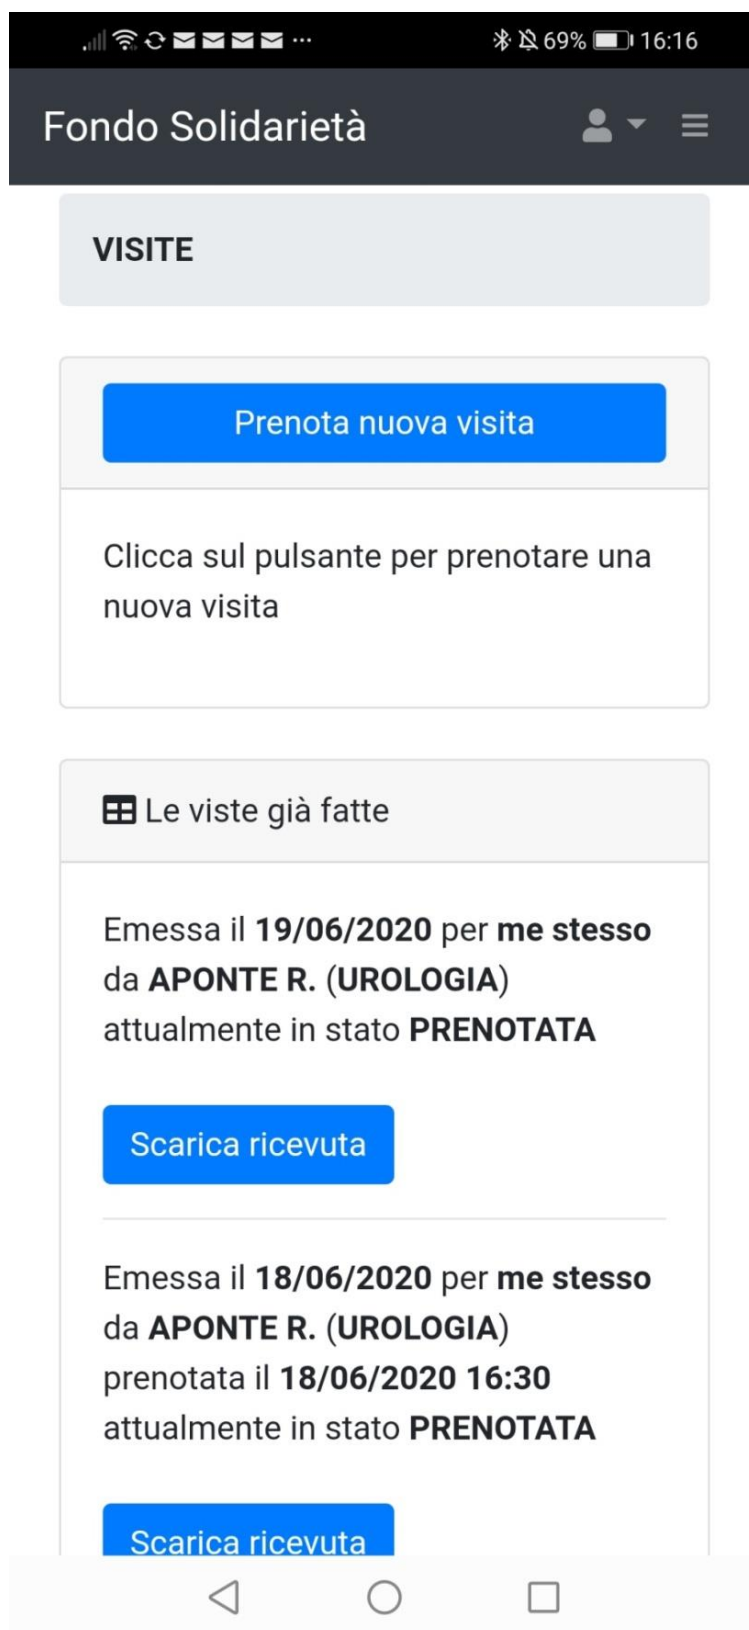 69% 16:16
Fondo Solidarietà
VISITE
Prenota nuova visita
Clicca sul pulsante per prenotare una
nuova visita
Le viste già fatte
Emessa il 19/06/2020 per me stesso
da APONTE R. (UROLOGIA)
attualmente in stato PRENOTATA
Scarica ricevuta
Emessa il 18/06/2020 per me stesso
da APONTE R. (UROLOGIA)
prenotata il 18/06/2020 16:30
attualmente in stato PRENOTATA
Scarica ricevuta